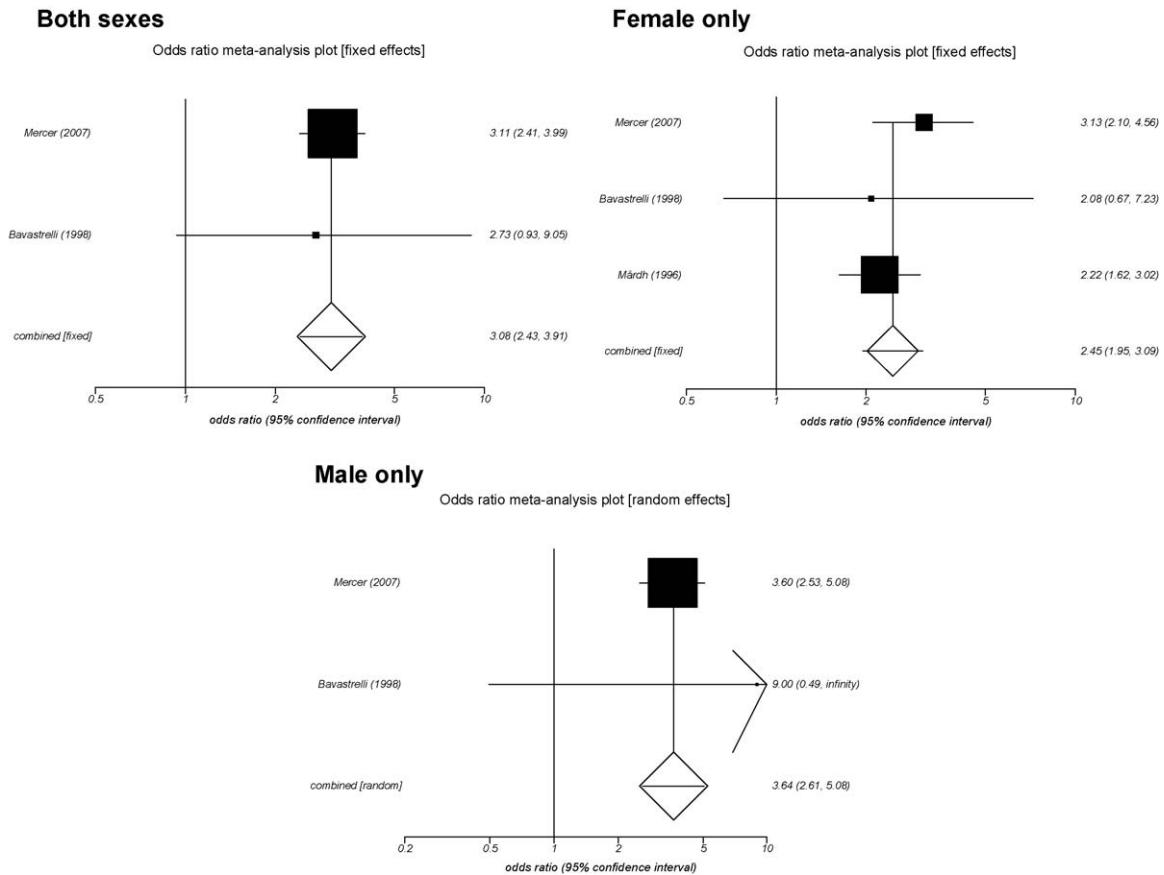 Both sexes
Odds ratio meta-analysis plot [fixed effects]
Mercer (2007) 3.11 (2.41, 3.99)
Bavastrelli (1998) 2.73 (0.93, 9.05)
combined [fixed] 3.08 (2.43, 3.91)
0.5 1 2 5 10
odds ratio (95% confidence interval)
Female only
Odds ratio meta-analysis plot [fixed effects]
Mercer (2007) 3.13 (2.10, 4.56)
Bavastrelli (1998) 2.08 (0.67, 7.23)
Märdh (1996) 2.22 (1.62, 3.02)
combined [fixed] 2.45 (1.95, 3.09)
0.5 1 2 5 10
odds ratio (95% confidence interval)
Male only
Odds ratio meta-analysis plot [random effects]
Mercer (2007) 3.60 (2.53, 5.08)
Bavastrelli (1998) 9.00 (0.49, infinity)
combined [random] 3.64 (2.61, 5.08)
0.2 0.5 1 2 5 10
odds ratio (95% confidence interval)